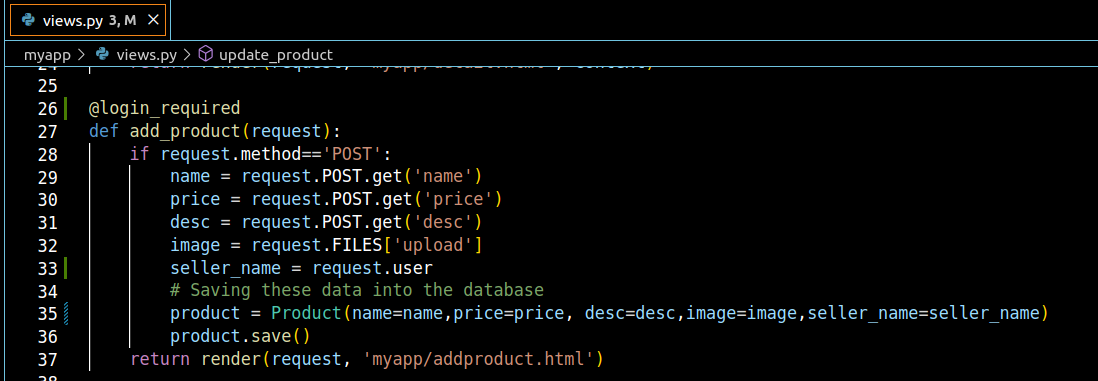 views.py 3, M
myapp > views.py > update_product
25
26 @login_required
27 def add_product(request):
28     if request.method=='POST':
29         name = request.POST.get('name')
30         price = request.POST.get('price')
31         desc = request.POST.get('desc')
32         image = request.FILES['upload']
33         seller_name = request.user
34         # Saving these data into the database
35         product = Product(name=name,price=price, desc=desc,image=image,seller_name=seller_name)
36         product.save()
37     return render(request, 'myapp/addproduct.html')